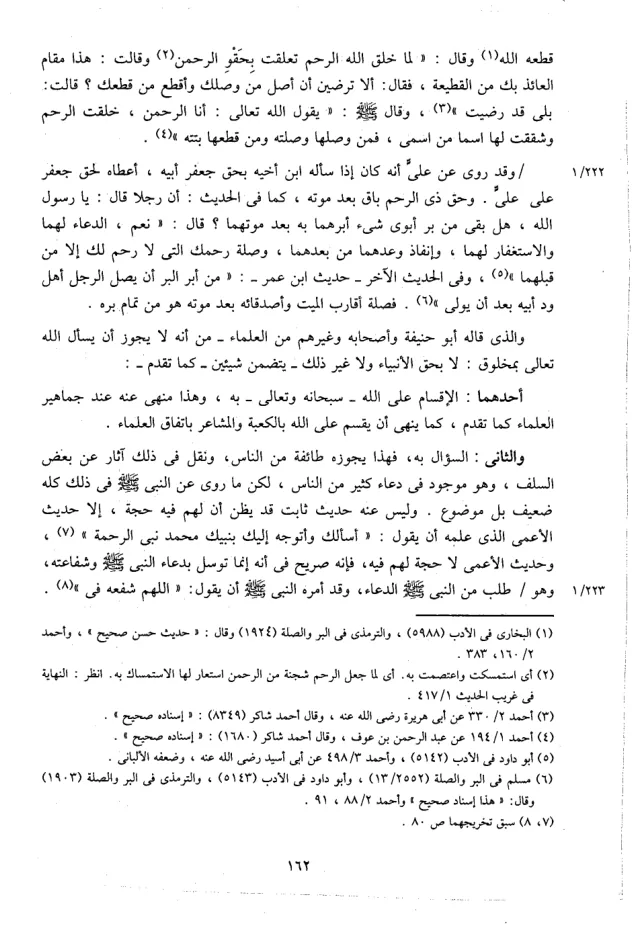 قطعه الله(١) وقال : « لما خلق الله الرحم تعلقت بِحَقْوِ الرحمن(٢) وقالت : هذا مقام
العائذ بك من القطيعة ، فقال: ألا ترضين أن أصل من وصلك وأقطع من قطعك ؟ قالت:
بلى قد رضيت »(٣) ، وقال ﷺ : « يقول الله تعالى : أنا الرحمن ، خلقت الرحم
وشققت لها اسما من اسمى ، فمن وصلها وصلته ومن قطعها بتته »(٤) .
١/٢٢٢ / وقد روى عن علىٍّ أنه كان إذا سأله ابن اخيه بحق جعفر أبيه ، أعطاه لحق جعفر
على علىٍّ . وحق ذى الرحم باق بعد موته ، كما فى الحديث : أن رجلا قال : يا رسول
الله ، هل بقى من بر أبوى شىء أبرهما به بعد موتهما ؟ قال : « نعم ، الدعاء لهما
والاستغفار لهما ، وإنفاذ وعدهما من بعدهما ، وصلة رحمك التى لا رحم لك إلا من
قبلهما »(٥) ، وفى الحديث الآخر ـ حديث ابن عمر ـ : « من أبر البر أن يصل الرجل أهل
ود أبيه بعد أن يولى »(٦) . فصلة أقارب الميت وأصدقائه بعد موته هو من تمام بره .
والذى قاله أبو حنيفة وأصحابه وغيرهم من العلماء ـ من أنه لا يجوز أن يسأل الله
تعالى بمخلوق : لا بحق الأنبياء ولا غير ذلك ـ يتضمن شيئين ـ كما تقدم ـ :
أحدهما : الإقسام على الله ـ سبحانه وتعالى ـ به ، وهذا منهى عنه عند جماهير
العلماء كما تقدم ، كما ينهى أن يقسم على الله بالكعبة والمشاعر باتفاق العلماء .
والثانى : السؤال به، فهذا يجوزه طائفة من الناس، ونقل فى ذلك آثار عن بعض
السلف ، وهو موجود فى دعاء كثير من الناس ، لكن ما روى عن النبى ﷺ فى ذلك كله
ضعيف بل موضوع . وليس عنه حديث ثابت قد يظن أن لهم فيه حجة ، إلا حديث
الأعمى الذى علمه أن يقول : « أسألك وأتوجه إليك بنبيك محمد نبى الرحمة »(٧) ،
وحديث الأعمى لا حجة لهم فيه، فإنه صريح فى أنه إنما توسل بدعاء النبى ﷺ وشفاعته،
١/٢٢٣ وهو / طلب من النبى ﷺ الدعاء، وقد أمره النبى ﷺ أن يقول: « اللهم شفعه فى »(٨) .
(١) البخارى فى الأدب (٥٩٨٨) ، والترمذى فى البر والصلة (١٩٢٤) وقال : « حديث حسن صحيح » ، وأحمد
٢/ ١٦٠، ٣٨٣ .
(٢) أى استمسكت واعتصمت به. أى لما جعل الرحم شجنة من الرحمن استعار لها الاستمساك به. انظر : النهاية
فى غريب الحديث ٤١٧/١ .
(٣) أحمد ٢/ ٣٣٠ عن أبى هريرة رضى الله عنه ، وقال أحمد شاكر (٨٣٤٩) : « إسناده صحيح » .
(٤) أحمد ١/ ١٩٤ عن عبد الرحمن بن عوف ، وقال أحمد شاكر (١٦٨٠) : « إسناده صحيح » .
(٥) أبو داود فى الأدب (٥١٤٢) ، وأحمد ٤٩٨/٣ عن أبى أسيد رضى الله عنه ، وضعفه الألبانى .
(٦) مسلم فى البر والصلة (١٣/٢٥٥٢) ، وأبو داود فى الأدب (٥١٤٣) ، والترمذى فى البر والصلة (١٩٠٣)
وقال: « هذا إسناد صحيح » وأحمد ٨٨/٢ ، ٩١ .
(٧، ٨) سبق تخريجهما ص ٨٠ .
١٦٢